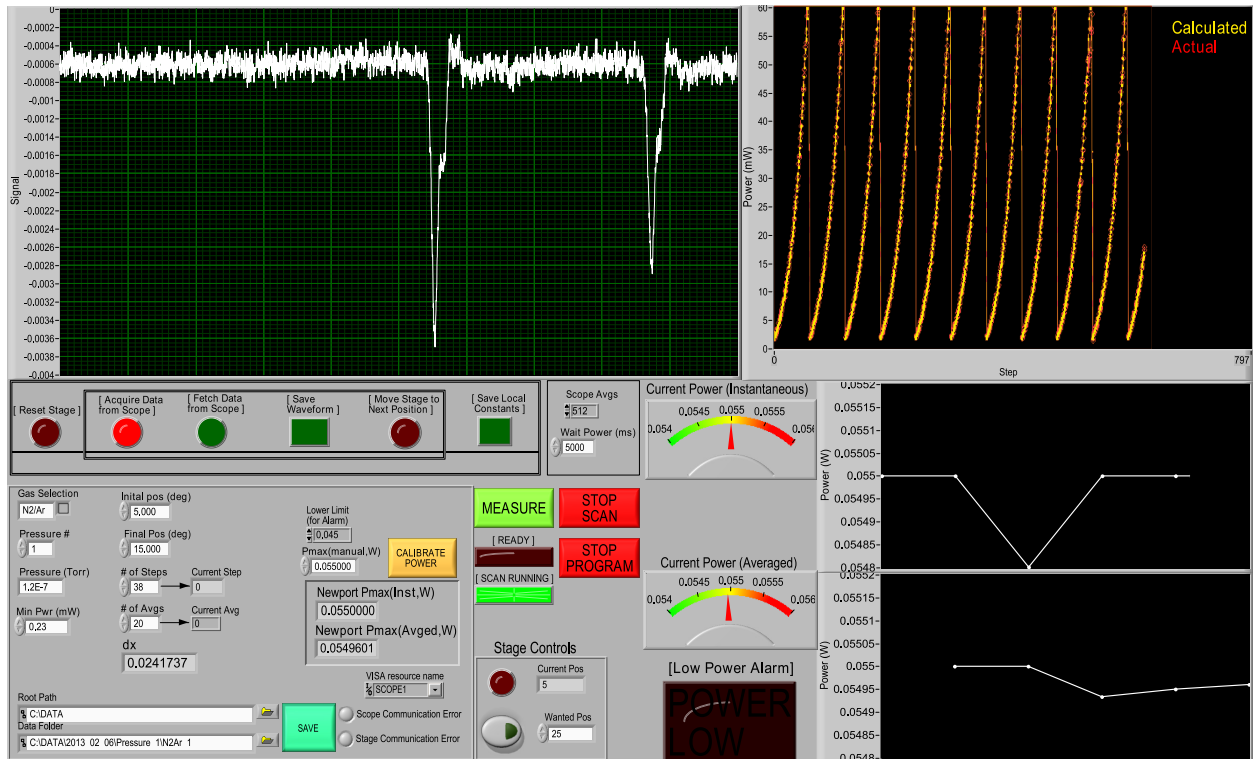 0-
-0.0002-
-0.0004-
-0.0006-
-0.0008-
-0.001-
-0.0012-
-0.0014-
-0.0016-
-0.0018-
-0.002-
-0.0022-
-0.0024-
-0.0026-
-0.0028-
-0.003-
-0.0032-
-0.0034-
-0.0036-
-0.0038-
-0.004-
Signal
60-
55-
50-
45-
40-
35-
30-
25-
20-
15-
10-
5-
0-
Power (mW)
Calculated
Actual
0
797
Step
[ Reset Stage ]
[ Acquire Data
from Scope ]
[ Fetch Data
from Scope ]
[ Save
Waveform ]
[ Move Stage to
Next Position ]
[ Save Local
Constants ]
Scope Avgs
512
Wait Power (ms)
5000
Current Power (Instantaneous)
0.054
0.0545
0.055
0.0555
0.056
0.0552-
0.05515-
0.0551-
0.05505-
0.055-
0.05495-
0.0549-
0.05485-
0.0548-
Power (W)
Gas Selection
N2/Ar
Pressure #
1
Pressure (Torr)
1,2E-7
Min Pwr (mW)
0,23
Inital pos (deg)
5,000
Final Pos (deg)
15,000
# of Steps
38
Current Step
0
# of Avgs
20
Current Avg
0
dx
0.0241737
Lower Limit
(for Alarm)
0,045
Pmax(manual,W)
0.055000
CALIBRATE
POWER
Newport Pmax(Inst,W)
0.0550000
Newport Pmax(Avged,W)
0.0549601
VISA resource name
SCOPE1
Root Path
C:\DATA
Data Folder
C:\DATA\2013_02_06\Pressure_1\N2Ar_1
SAVE
Scope Communication Error
Stage Communication Error
MEASURE
STOP
SCAN
[ READY ]
STOP
PROGRAM
[ SCAN RUNNING ]
Stage Controls
Current Pos
5
Wanted Pos
25
Current Power (Averaged)
0.054
0.0545
0.055
0.0555
0.056
[Low Power Alarm]
POWER
LOW
0.0552-
0.05515-
0.0551-
0.05505-
0.055-
0.05495-
0.0549-
0.05485-
0.0548-
Power (W)